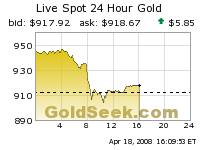 Live Spot 24 Hour Gold
bid: $917.92 ask: $918.67 $5.85
950
930
910
890
4 8 12 16 20 24
GoldSeek.com
Apr 18, 2008 16:09:53 ET